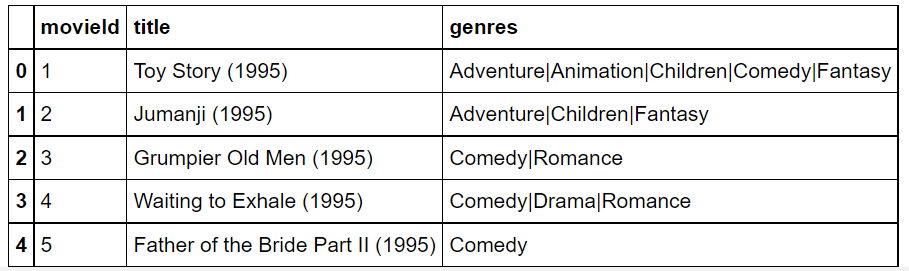 movieId title genres
0 1 Toy Story (1995) Adventure|Animation|Children|Comedy|Fantasy
1 2 Jumanji (1995) Adventure|Children|Fantasy
2 3 Grumpier Old Men (1995) Comedy|Romance
3 4 Waiting to Exhale (1995) Comedy|Drama|Romance
4 5 Father of the Bride Part II (1995) Comedy